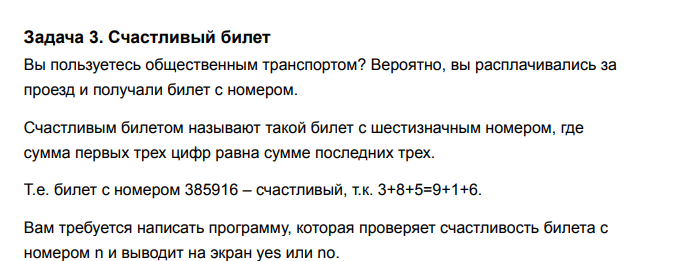 Задача 3. Счастливый билет
Вы пользуетесь общественным транспортом? Вероятно, вы расплачивались за
проезд и получали билет с номером.
Счастливым билетом называют такой билет с шестизначным номером, где
сумма первых трех цифр равна сумме последних трех.
Т.е. билет с номером 385916 – счастливый, т.к. 3+8+5=9+1+6.
Вам требуется написать программу, которая проверяет счастливость билета с
номером n и выводит на экран yes или no.